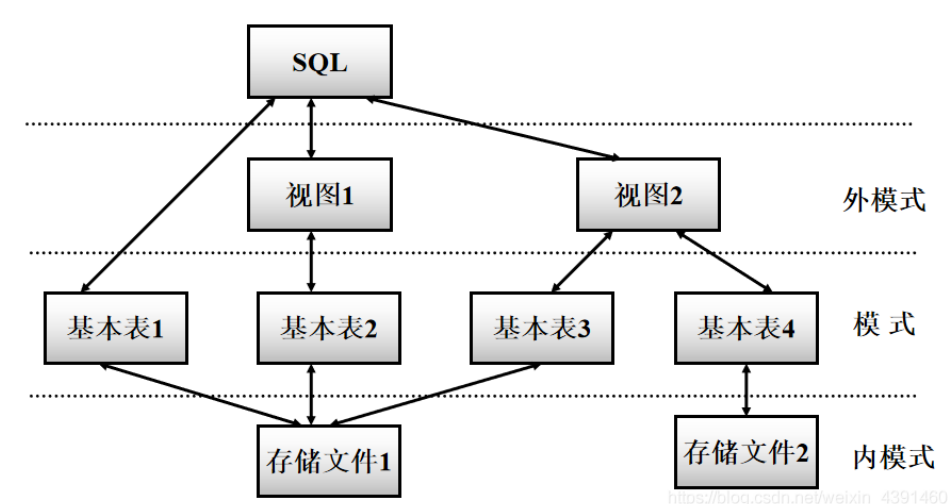 SQL
视图1
视图2
外模式
基本表1
基本表2
基本表3
基本表4
模 式
存储文件1
存储文件2
内模式
https://blog.csdn.net/weixin_4391460